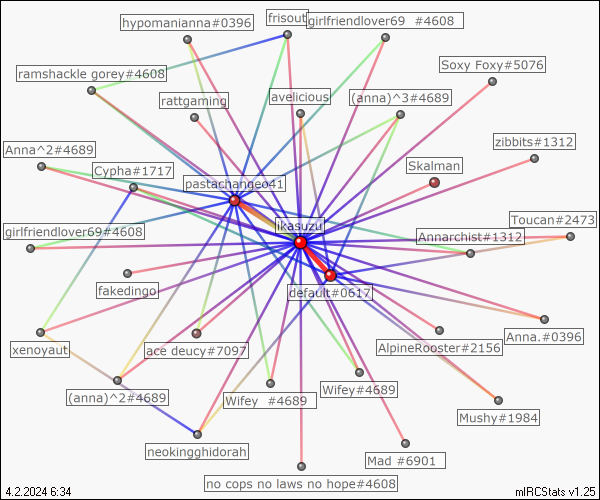 frisout
hypomanianna#0396
girlfriendlover69 #4608
Soxy Foxy#5076
ramshackle gorey#4608
rattgaming
avelicious
(anna)^3#4689
zibbits#1312
Anna^2#4689
Cypha#1717
Skalman
pastachangeo41
ikasuzu
Toucan#2473
girlfriendlover69#4608
Annarchist#1312
fakedingo
default#0617
Anna.#0396
xenoyaut
ace deucy#7097
AlpineRooster#2156
(anna)^2#4689
Wifey #4689
Wifey#4689
Mushy#1984
neokingghidorah
Mad #6901
no cops no laws no hope#4608
4.2.2024 6:34
mIRCStats v1.25